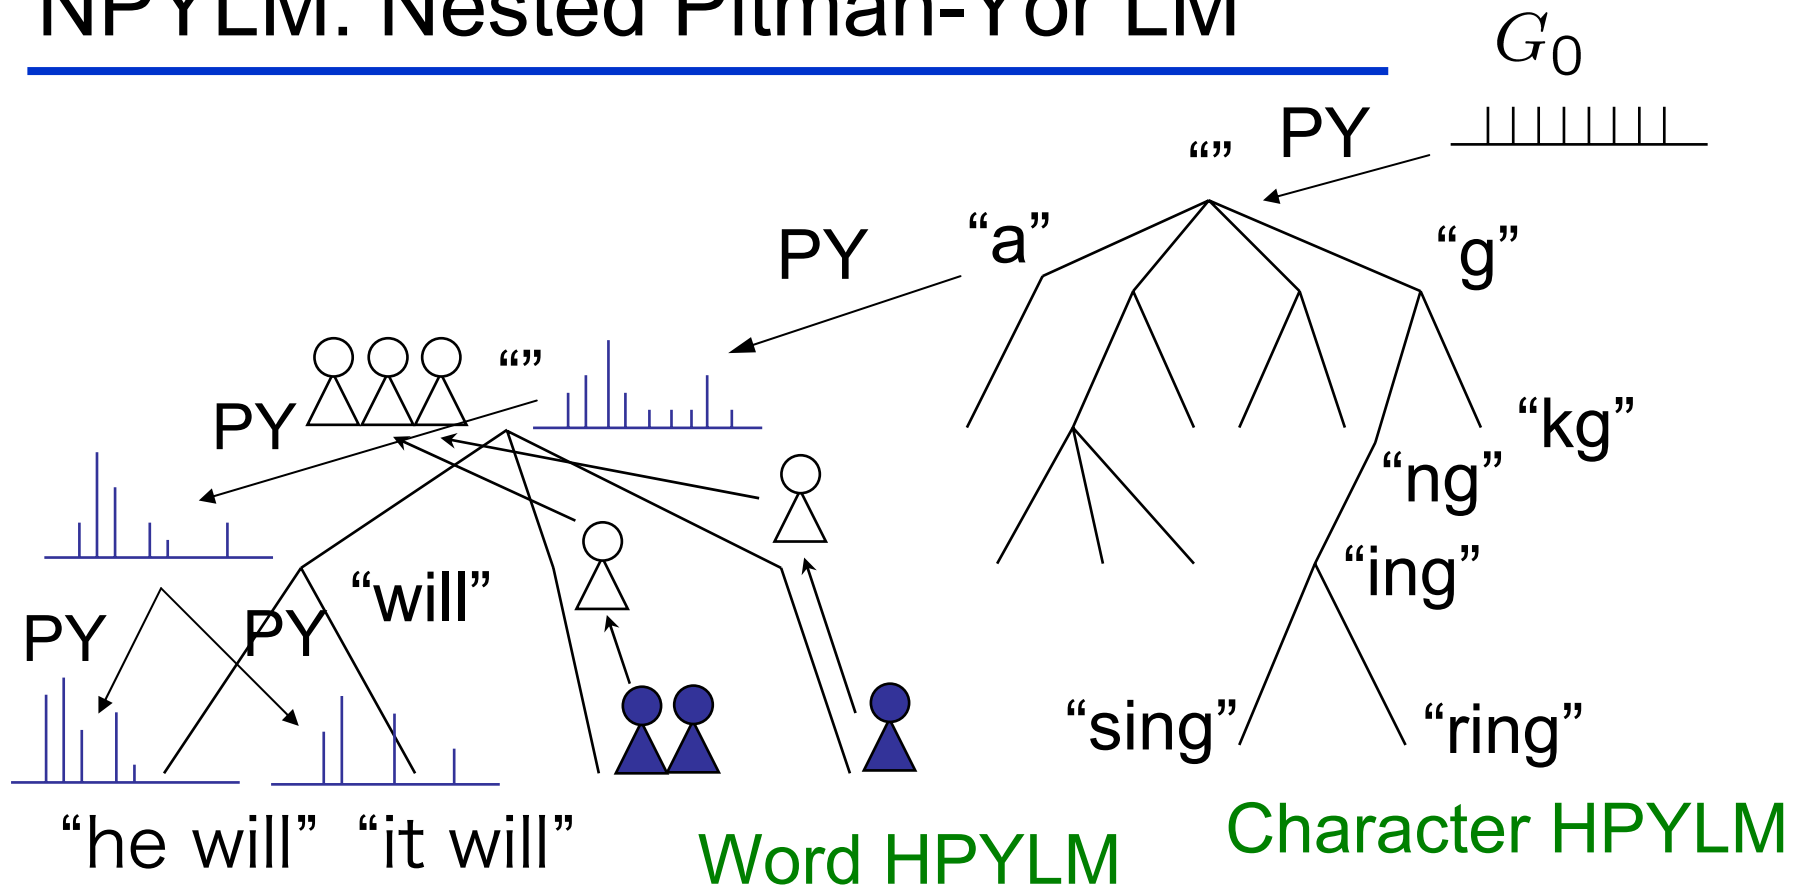 NPYLM: Nested Pitman-Yor LM
G0
PY
“”
“a”
“g”
PY
“”
PY
“kg”
“ng”
“ing”
“will”
PY
PY
“sing”
“ring”
“he will”
“it will”
Word HPYLM
Character HPYLM